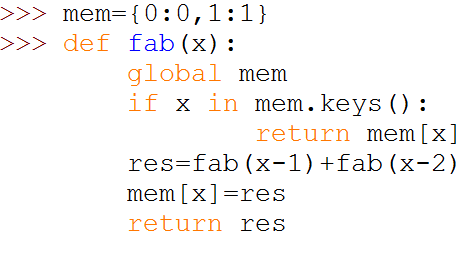 >>> mem={0:0,1:1}
>>> def fab(x):
        global mem
        if x in mem.keys():
                return mem[x]
        res=fab(x-1)+fab(x-2)
        mem[x]=res
        return res